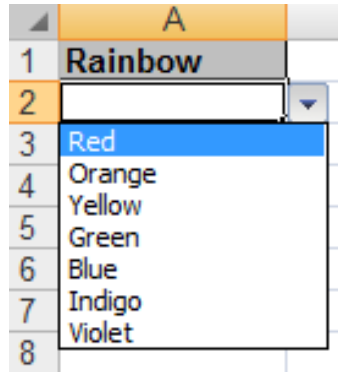 A
1 Rainbow
2
3 Red
4 Orange
Yellow
5 Green
6 Blue
7 Indigo
Violet
8